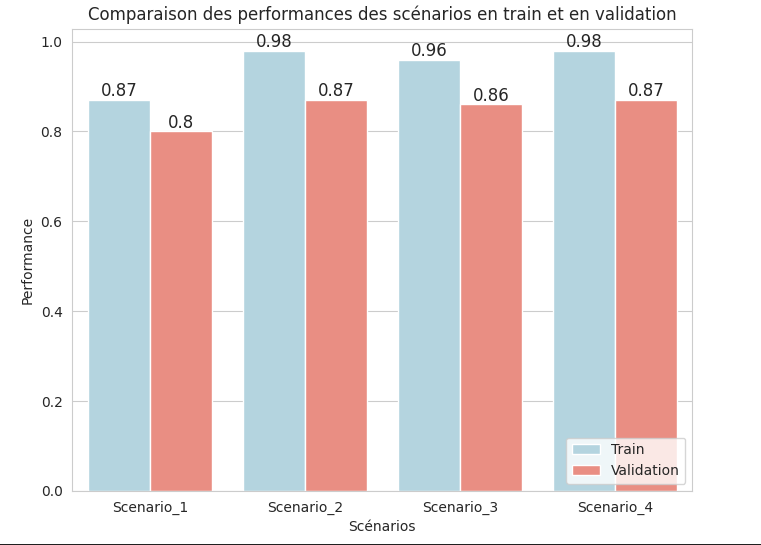 Comparaison des performances des scénarios en train et en validation
1.0
0.8
0.6
0.4
0.2
0.0
Performance
0.87
0.8
0.98
0.87
0.96
0.86
0.98
0.87
Train
Validation
Scenario_1
Scenario_2
Scenario_3
Scenario_4
Scénarios